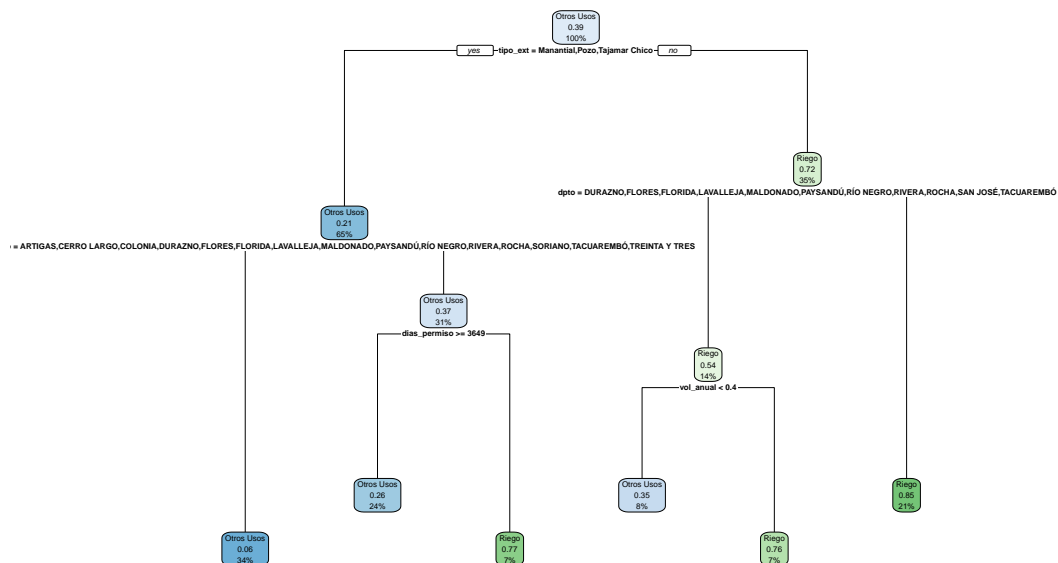 Otros Usos
0.39
100%
yes
tipo_ext = Manantial,Pozo,Tajamar Chico
no
Riego
0.72
35%
dpto = DURAZNO,FLORES,FLORIDA,LAVALLEJA,MALDONADO,PAYSANDÚ,RÍO NEGRO,RIVERA,ROCHA,SAN JOSÉ,TACUAREMBÓ
Otros Usos
0.21
65%
= ARTIGAS,CERRO LARGO,COLONIA,DURAZNO,FLORES,FLORIDA,LAVALLEJA,MALDONADO,PAYSANDÚ,RÍO NEGRO,RIVERA,ROCHA,SORIANO,TACUAREMBÓ,TREINTA Y TRES
Otros Usos
0.37
31%
dias_permiso >= 3649
Riego
0.54
14%
vol_anual < 0.4
Otros Usos
0.26
24%
Otros Usos
0.35
8%
Riego
0.85
21%
Otros Usos
0.06
34%
Riego
0.77
7%
Riego
0.76
7%